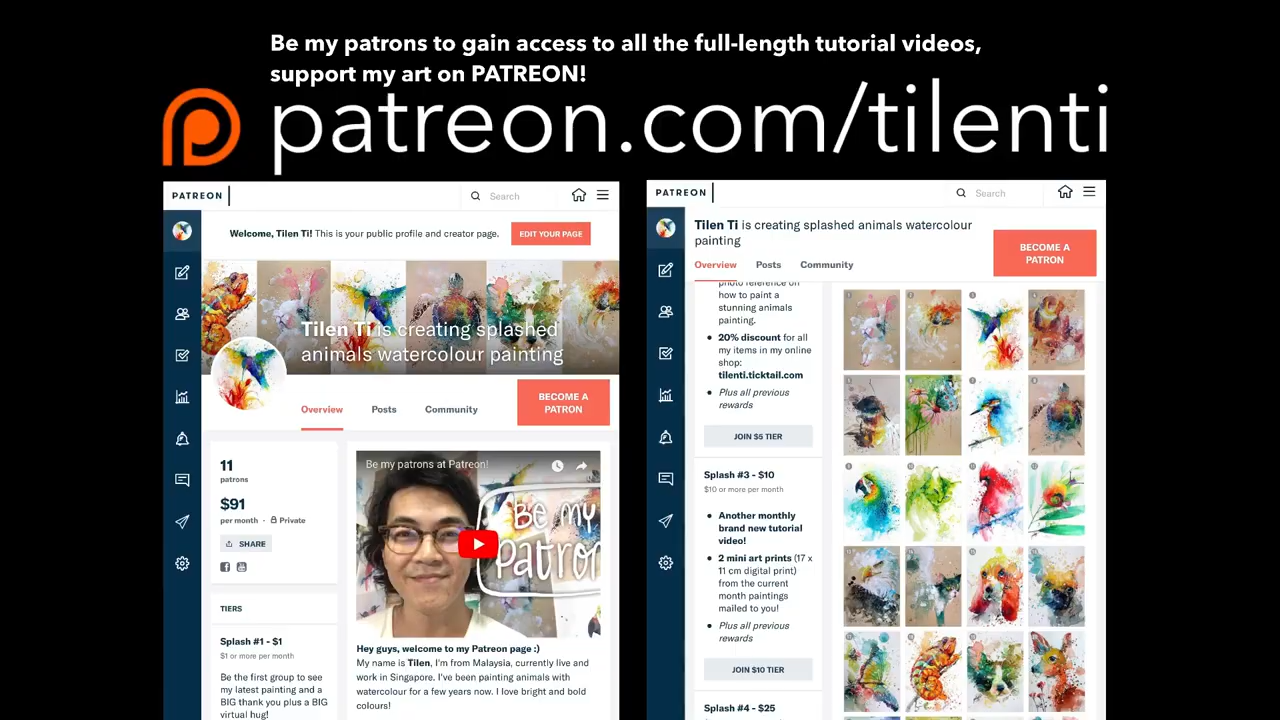 Be my patrons to gain access to all the full-length tutorial videos,
support my art on PATREON!
patreon.com/tilenti
PATREON
Search
Welcome, Tilen Ti! This is your public profile and creator page.
EDIT YOUR PAGE
Tilen Ti is creating splashed
animals watercolour painting
Overview
Posts
Community
BECOME A
PATRON
11
patrons
$91
per month · Private
SHARE
TIERS
Splash #1 - $1
$1 or more per month
Be the first group to see
my latest painting and a
BIG thank you plus a BIG
virtual hug!
Be my patrons at Patreon!
Be my
Patron
Hey guys, welcome to my Patreon page :)
My name is Tilen, I'm from Malaysia, currently live and
work in Singapore. I've been painting animals with
watercolour for a few years now. I love bright and bold
colours!
PATREON
Search
Tilen Ti is creating splashed animals watercolour
painting
BECOME A
PATRON
Overview
Posts
Community
photo reference on
how to paint a
stunning animals
painting.
20% discount for all
my items in my online
shop:
tilenti.ticktail.com
Plus all previous
rewards
JOIN $5 TIER
Splash #3 - $10
$10 or more per month
Another monthly
brand new tutorial
video!
2 mini art prints (17 x
11 cm digital print)
from the current
month paintings
mailed to you!
Plus all previous
rewards
JOIN $10 TIER
Splash #4 - $25